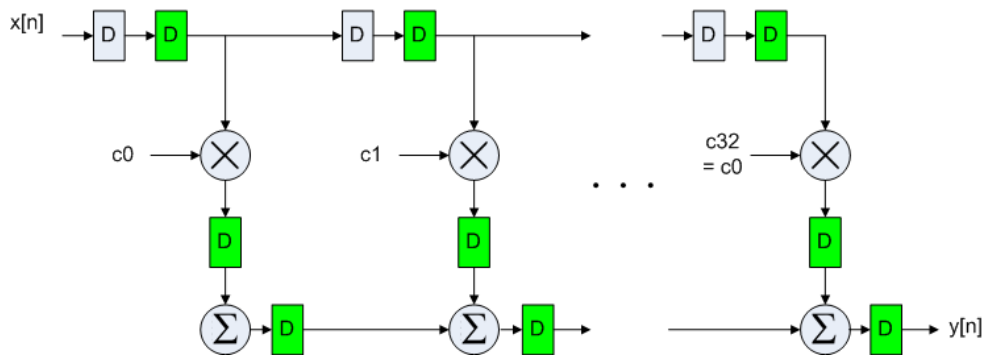 x[n]
D D D D D D
c0 c1 c32
= c0
. . .
D D D
Σ D Σ D Σ D y[n]